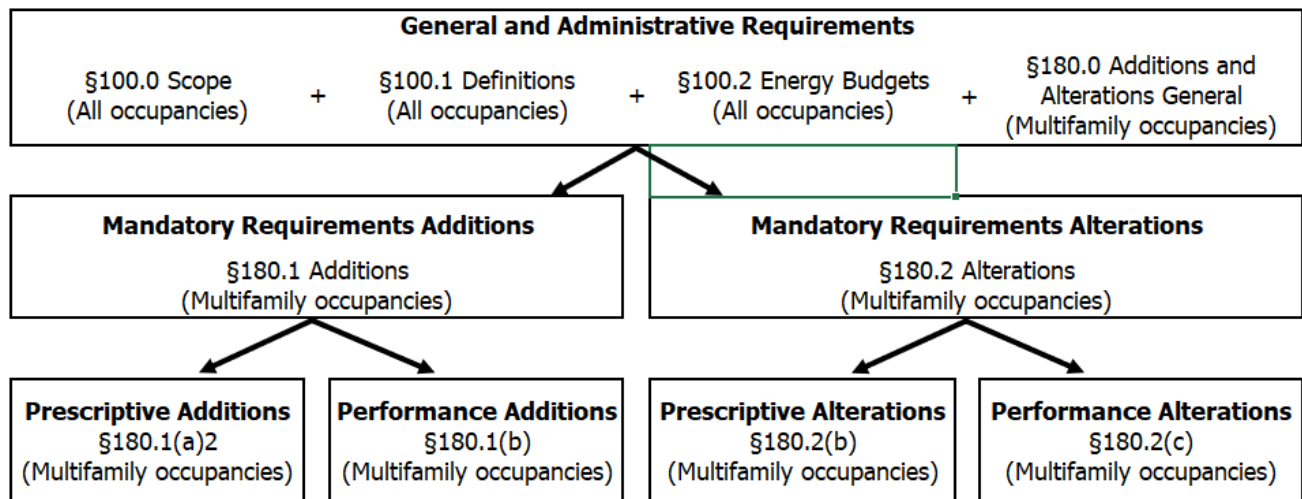 General and Administrative Requirements
§100.0 Scope
(All occupancies)
+
§100.1 Definitions
(All occupancies)
+
§100.2 Energy Budgets
(All occupancies)
+
§180.0 Additions and
Alterations General
(Multifamily occupancies)
Mandatory Requirements Additions
§180.1 Additions
(Multifamily occupancies)
Mandatory Requirements Alterations
§180.2 Alterations
(Multifamily occupancies)
Prescriptive Additions
§180.1(a)2
(Multifamily occupancies)
Performance Additions
§180.1(b)
(Multifamily occupancies)
Prescriptive Alterations
§180.2(b)
(Multifamily occupancies)
Performance Alterations
§180.2(c)
(Multifamily occupancies)